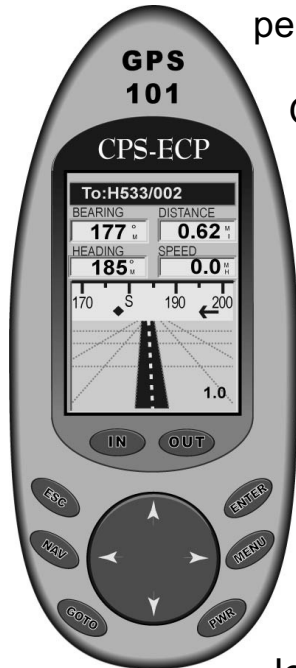 pe
GPS
101
CPS-ECP
To:H533/002
BEARING DISTANCE
177 ° M 0.62 M I
HEADING SPEED
185 ° M 0.0 M H
170 S 190 200
1.0
IN OUT
ESC ENTER
NAV MENU
GOTO PWR